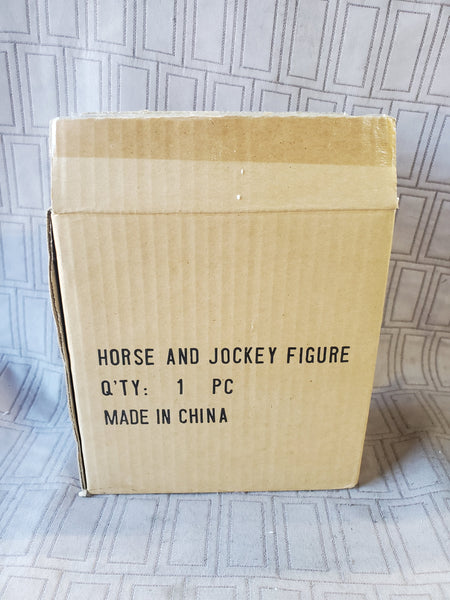 HORSE AND JOCKEY FIGURE
Q'TY: 1 PC
MADE IN CHINA